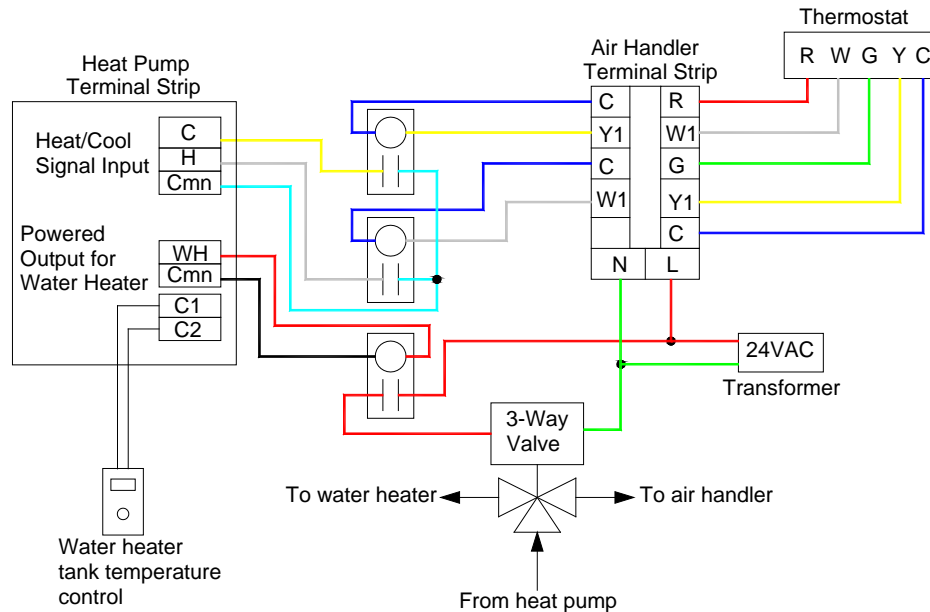 Thermostat
R W G Y C
Air Handler
Terminal Strip
C
R
Y1
W1
C
G
W1
Y1
C
N
L
Heat Pump
Terminal Strip
Heat/Cool
Signal Input
C
H
Cmn
Powered
Output for
Water Heater
WH
Cmn
C1
C2
24VAC
Transformer
3-Way
Valve
To water heater
To air handler
From heat pump
Water heater
tank temperature
control